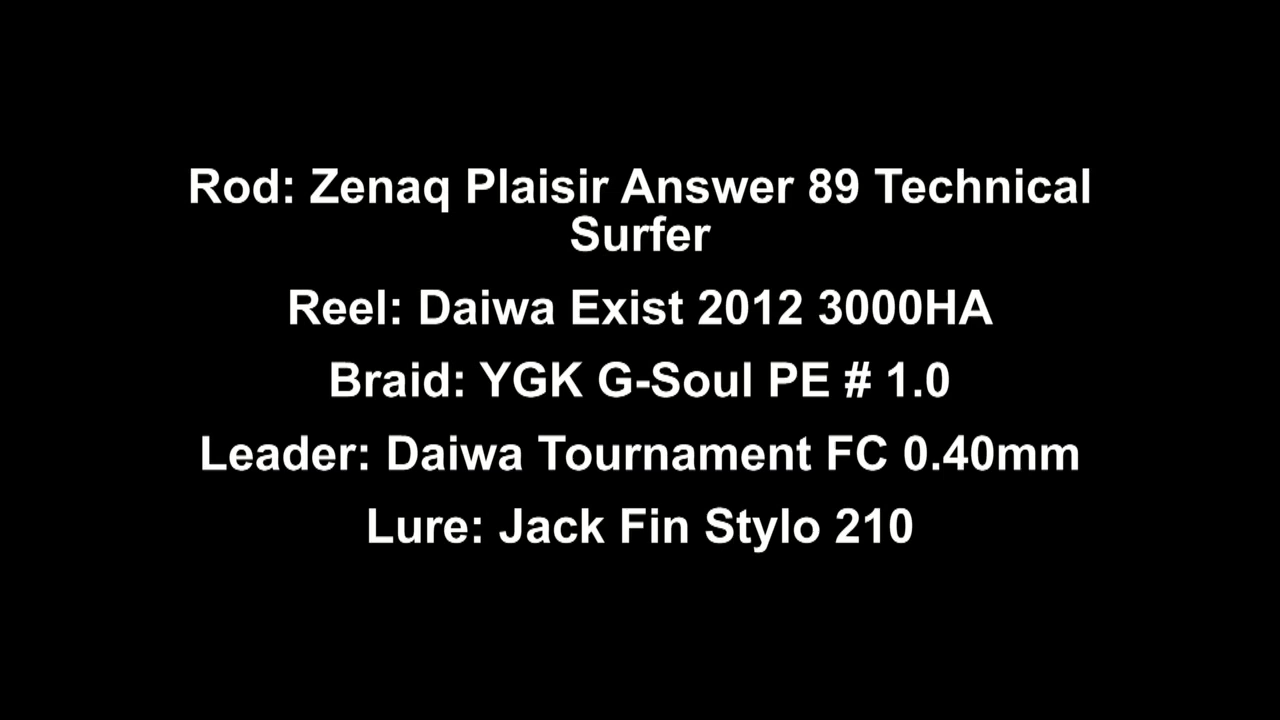 Rod: Zenaq Plaisir Answer 89 Technical
Surfer
Reel: Daiwa Exist 2012 3000HA
Braid: YGK G-Soul PE # 1.0
Leader: Daiwa Tournament FC 0.40mm
Lure: Jack Fin Stylo 210